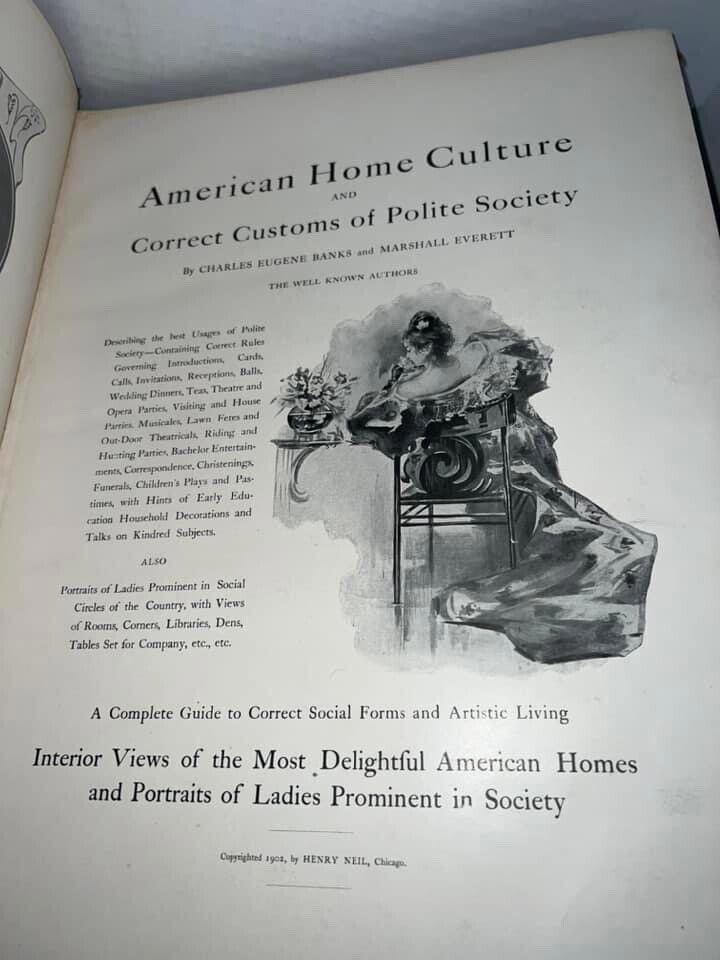 American Home Culture
AND
Correct Customs of Polite Society
By CHARLES EUGENE BANKS and MARSHALL EVERETT
THE WELL KNOWN AUTHORS
Describing the best Usages of Polite
Society—Containing Correct Rules
Governing Introductions, Cards,
Calls, Invitations, Receptions, Balls,
Wedding Dinners, Teas, Theatre and
Opera Parties, Visiting and House
Parties, Musicales, Lawn Fetes and
Out-Door Theatricals, Riding and
Hunting Parties, Bachelor Entertain-
ments, Correspondence, Christenings,
Funerals, Children's Plays and Pas-
times, with Hints of Early Edu-
cation Household Decorations and
Talks on Kindred Subjects.
ALSO
Portraits of Ladies Prominent in Social
Circles of the Country, with Views
of Rooms, Corners, Libraries, Dens,
Tables Set for Company, etc., etc.
A Complete Guide to Correct Social Forms and Artistic Living
Interior Views of the Most Delightful American Homes
and Portraits of Ladies Prominent in Society
Copyrighted 1902, by HENRY NEIL, Chicago.